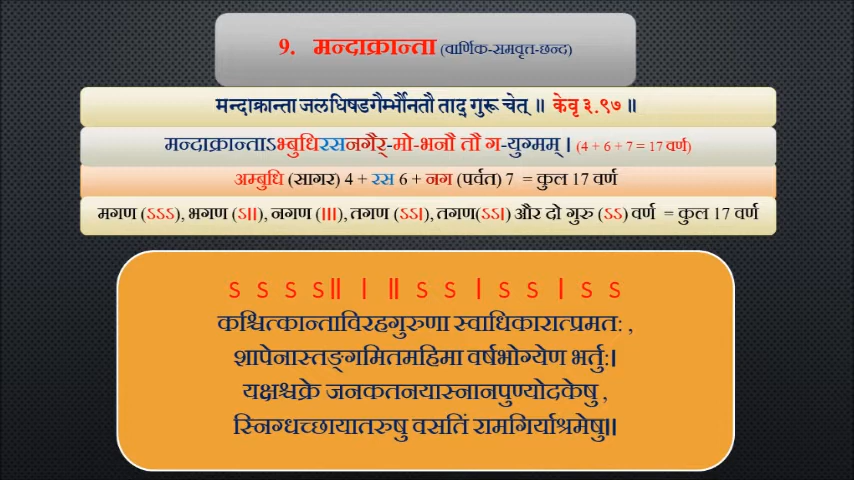 9. मन्दाक्रान्ता (वार्णिक-समवृत्त-छन्द)
मन्दाक्रान्ता जलधिषडगैर्म्भौनतौ ताद् गुरू चेत् ॥ केवृ ३.९७ ॥
मन्दाक्रान्ताऽम्बुधिरसनगैर्-मो-भनौ तौ ग-युग्मम् । (4 + 6 + 7 = 17 वर्ण)
अम्बुधि (सागर) 4 + रस 6 + नग (पर्वत) 7 = कुल 17 वर्ण
मगण (ऽऽऽ), भगण (ऽ।।), नगण (।।।), तगण (ऽऽ।), तगण(ऽऽ।) और दो गुरु (ऽऽ) वर्ण = कुल 17 वर्ण
ऽ ऽ ऽ ऽ।। । ।। ऽ ऽ । ऽ ऽ । ऽ ऽ
कश्चित्कान्ताविरहगुरुणा स्वाधिकारात्प्रमतः ,
शापेनास्तङ्गमितमहिमा वर्षभोग्येण भर्तुः।
यक्षश्चक्रे जनकतनयास्नानपुण्योदकेषु ,
स्निग्धच्छायातरुषु वसतिं रामगिर्याश्रमेषु॥